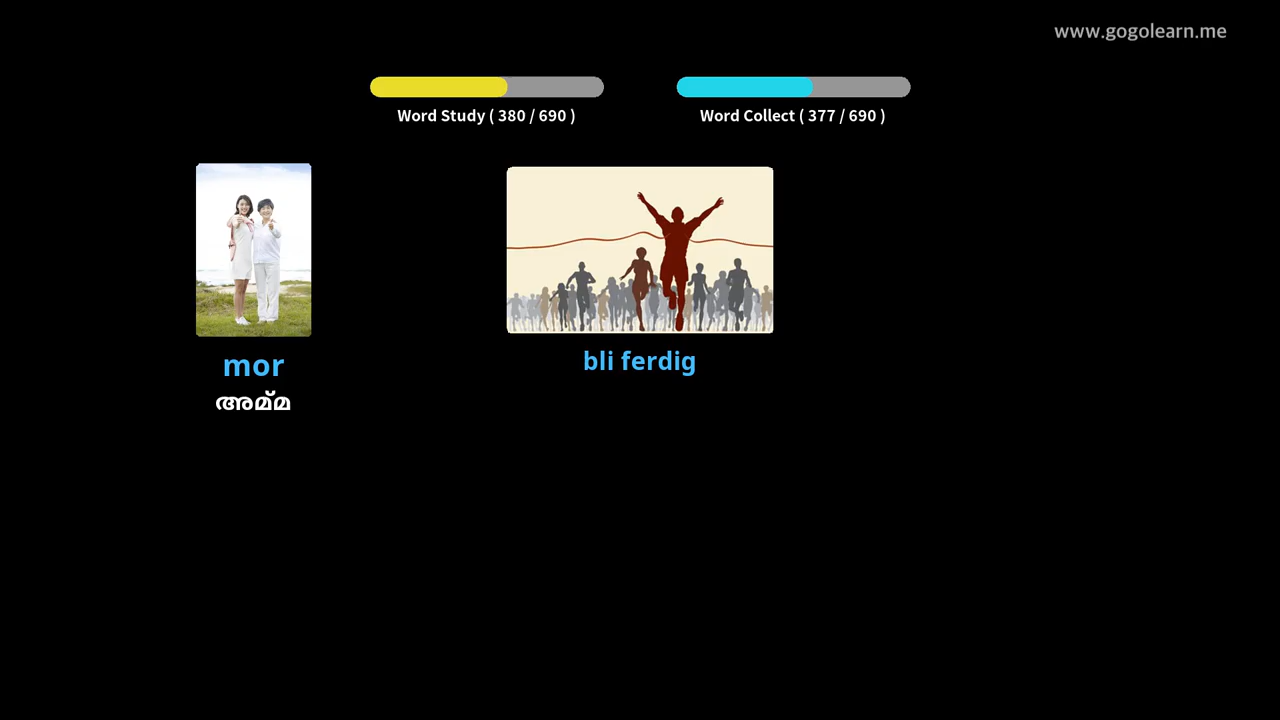 www.gogolearn.me
Word Study ( 380 / 690 )
Word Collect ( 377 / 690 )
mor
അമ്മ
bli ferdig